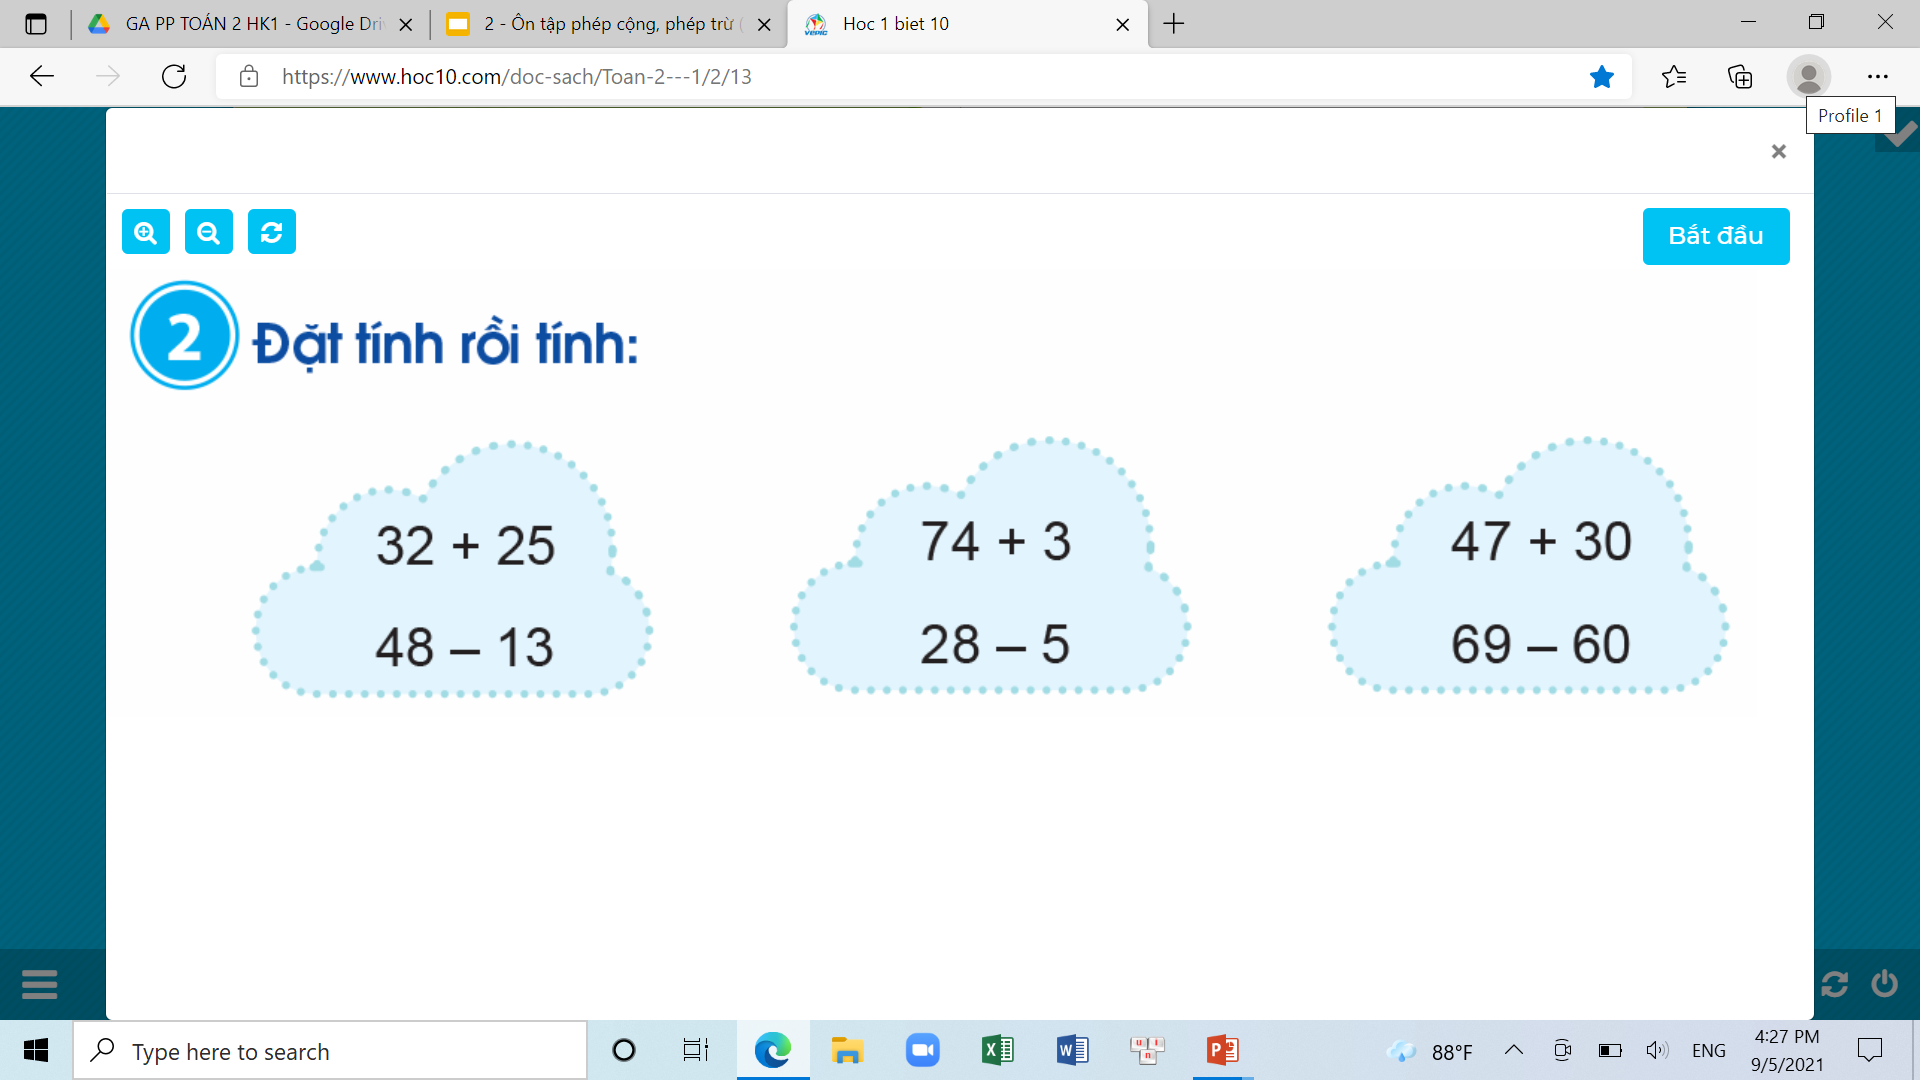 GA PP TOÁN 2 HK1 - Google Dri
2 - Ôn tập phép cộng, phép trừ (
Hoc 1 biet 10
https://www.hoc10.com/doc-sach/Toan-2---1/2/13
Profile 1
Bắt đầu
2 Đặt tính rồi tính:
32 + 25
74 + 3
47 + 30
48 – 13
28 – 5
69 – 60
Type here to search
88°F
ENG
4:27 PM
9/5/2021